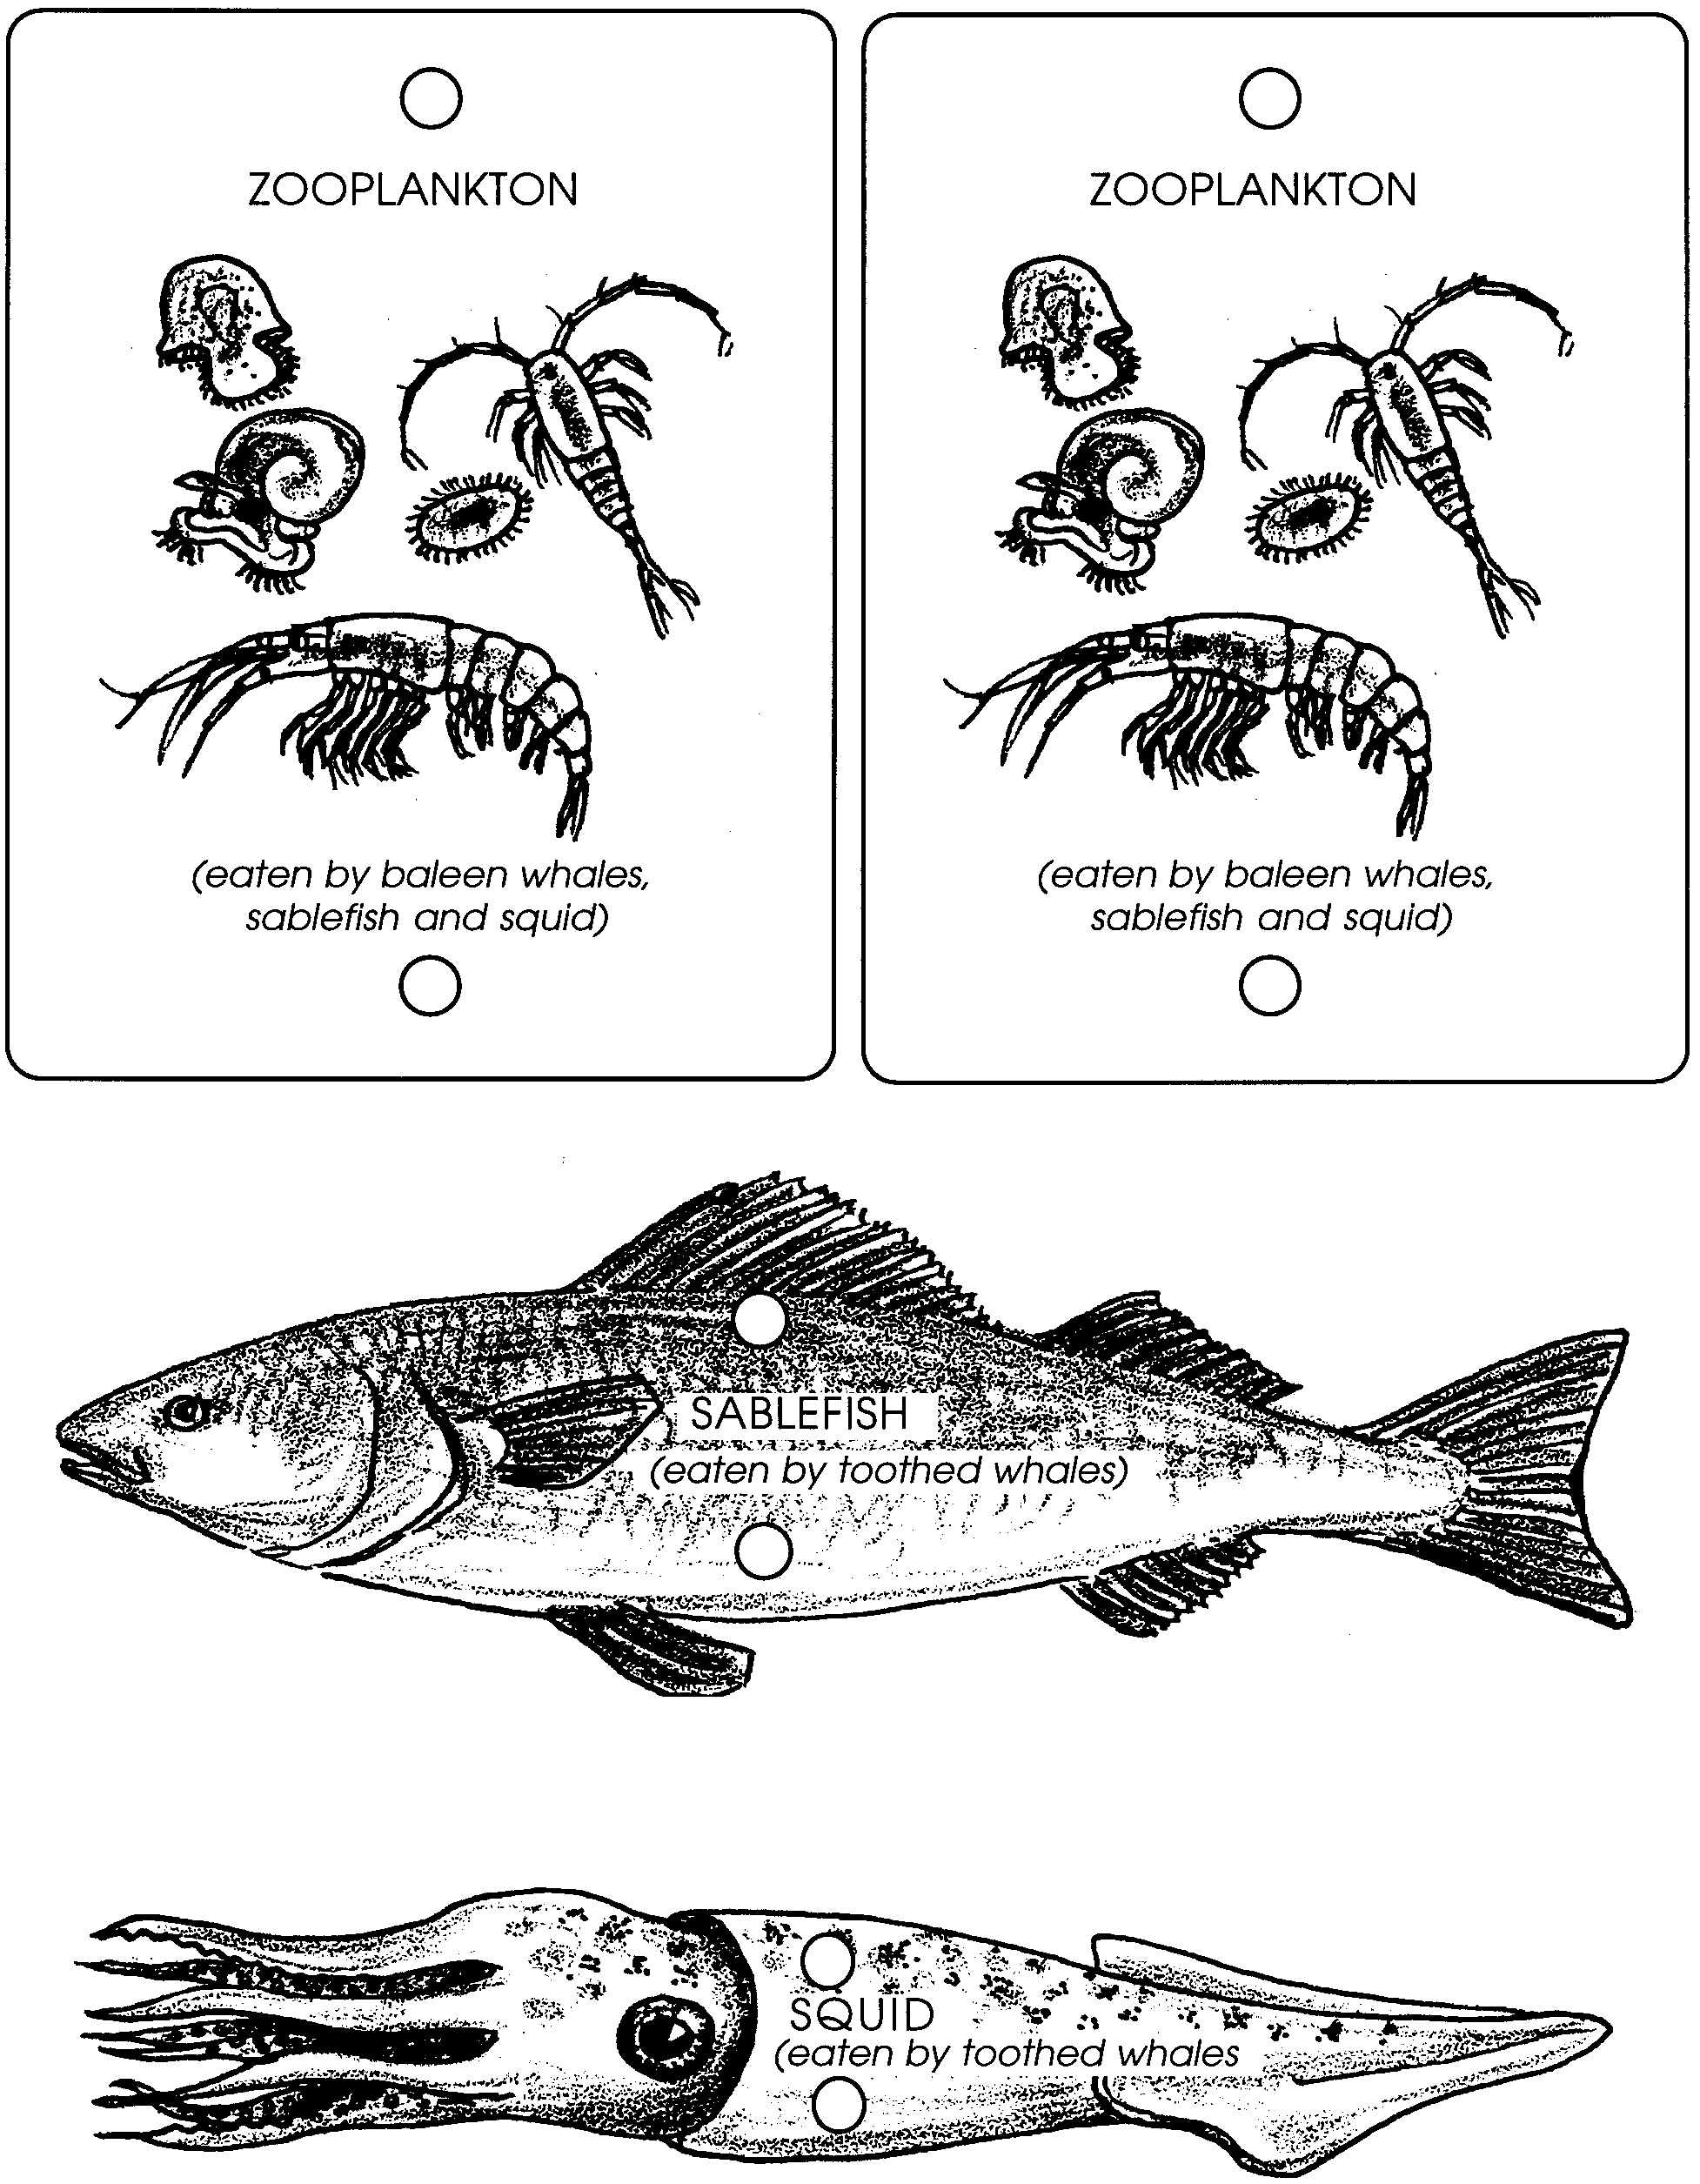 ZOOPLANKTON
(eaten by baleen whales,
sablefish and squid)
ZOOPLANKTON
(eaten by baleen whales,
sablefish and squid)
SABLEFISH
(eaten by toothed whales)
SQUID
(eaten by toothed whales